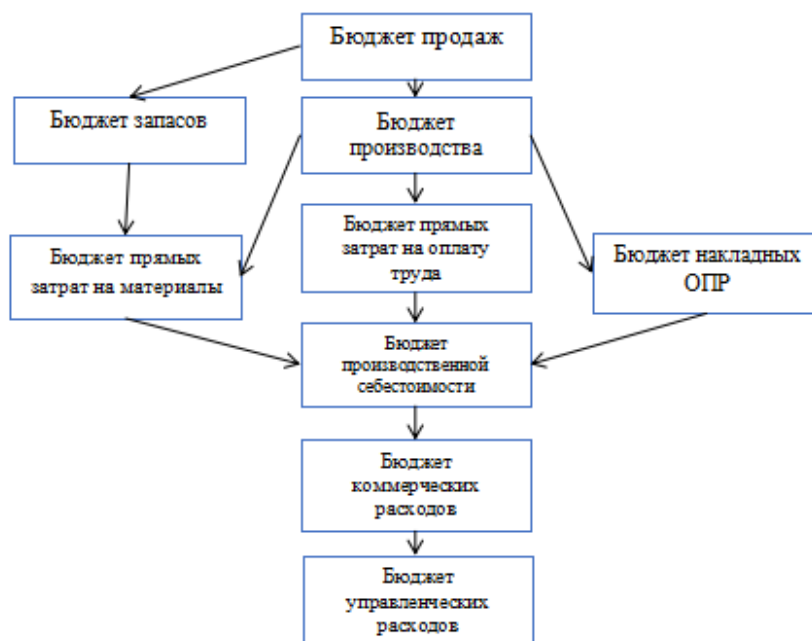 Бюджет продаж
Бюджет запасов
Бюджет
производства
Бюджет прямых
затрат на оплату
труда
Бюджет прямых
затрат на материалы
Бюджет накладных
ОПР
Бюджет
производственной
себестоимости
Бюджет
коммерческих
расходов
Бюджет
управленческих
расходов